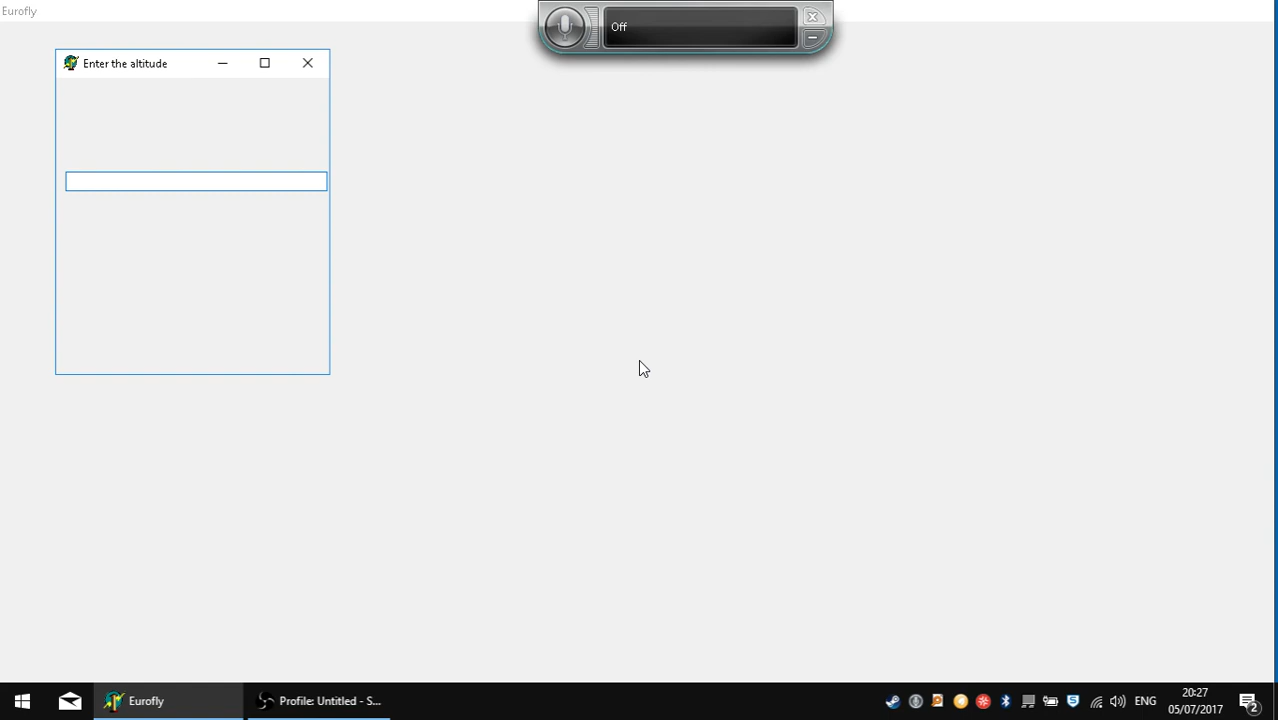 Eurofly
Off
Enter the altitude
Eurofly
Profile: Untitled - S...
ENG
20:27
05/07/2017
2